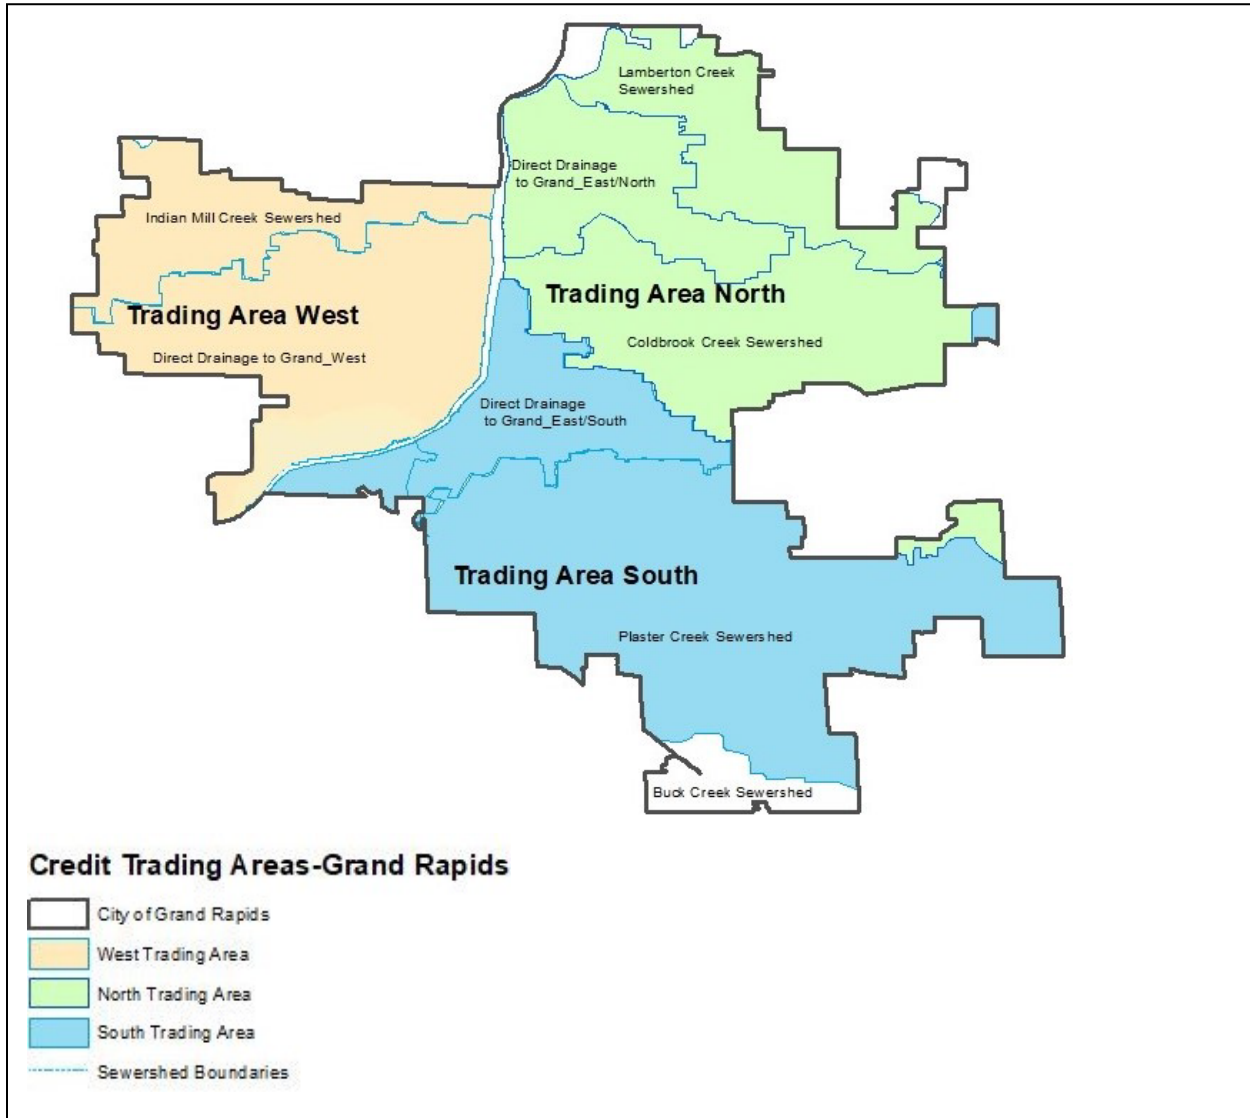 Lamberton Creek
Sewershed
Direct Drainage
to Grand_East/North
Indian Mill Creek Sewershed
Trading Area North
Trading Area West
Coldbrook Creek Sewershed
Direct Drainage to Grand_West
Direct Drainage
to Grand_East/South
Trading Area South
Plaster Creek Sewershed
Buck Creek Sewershed
Credit Trading Areas-Grand Rapids
City of Grand Rapids
West Trading Area
North Trading Area
South Trading Area
Sewershed Boundaries